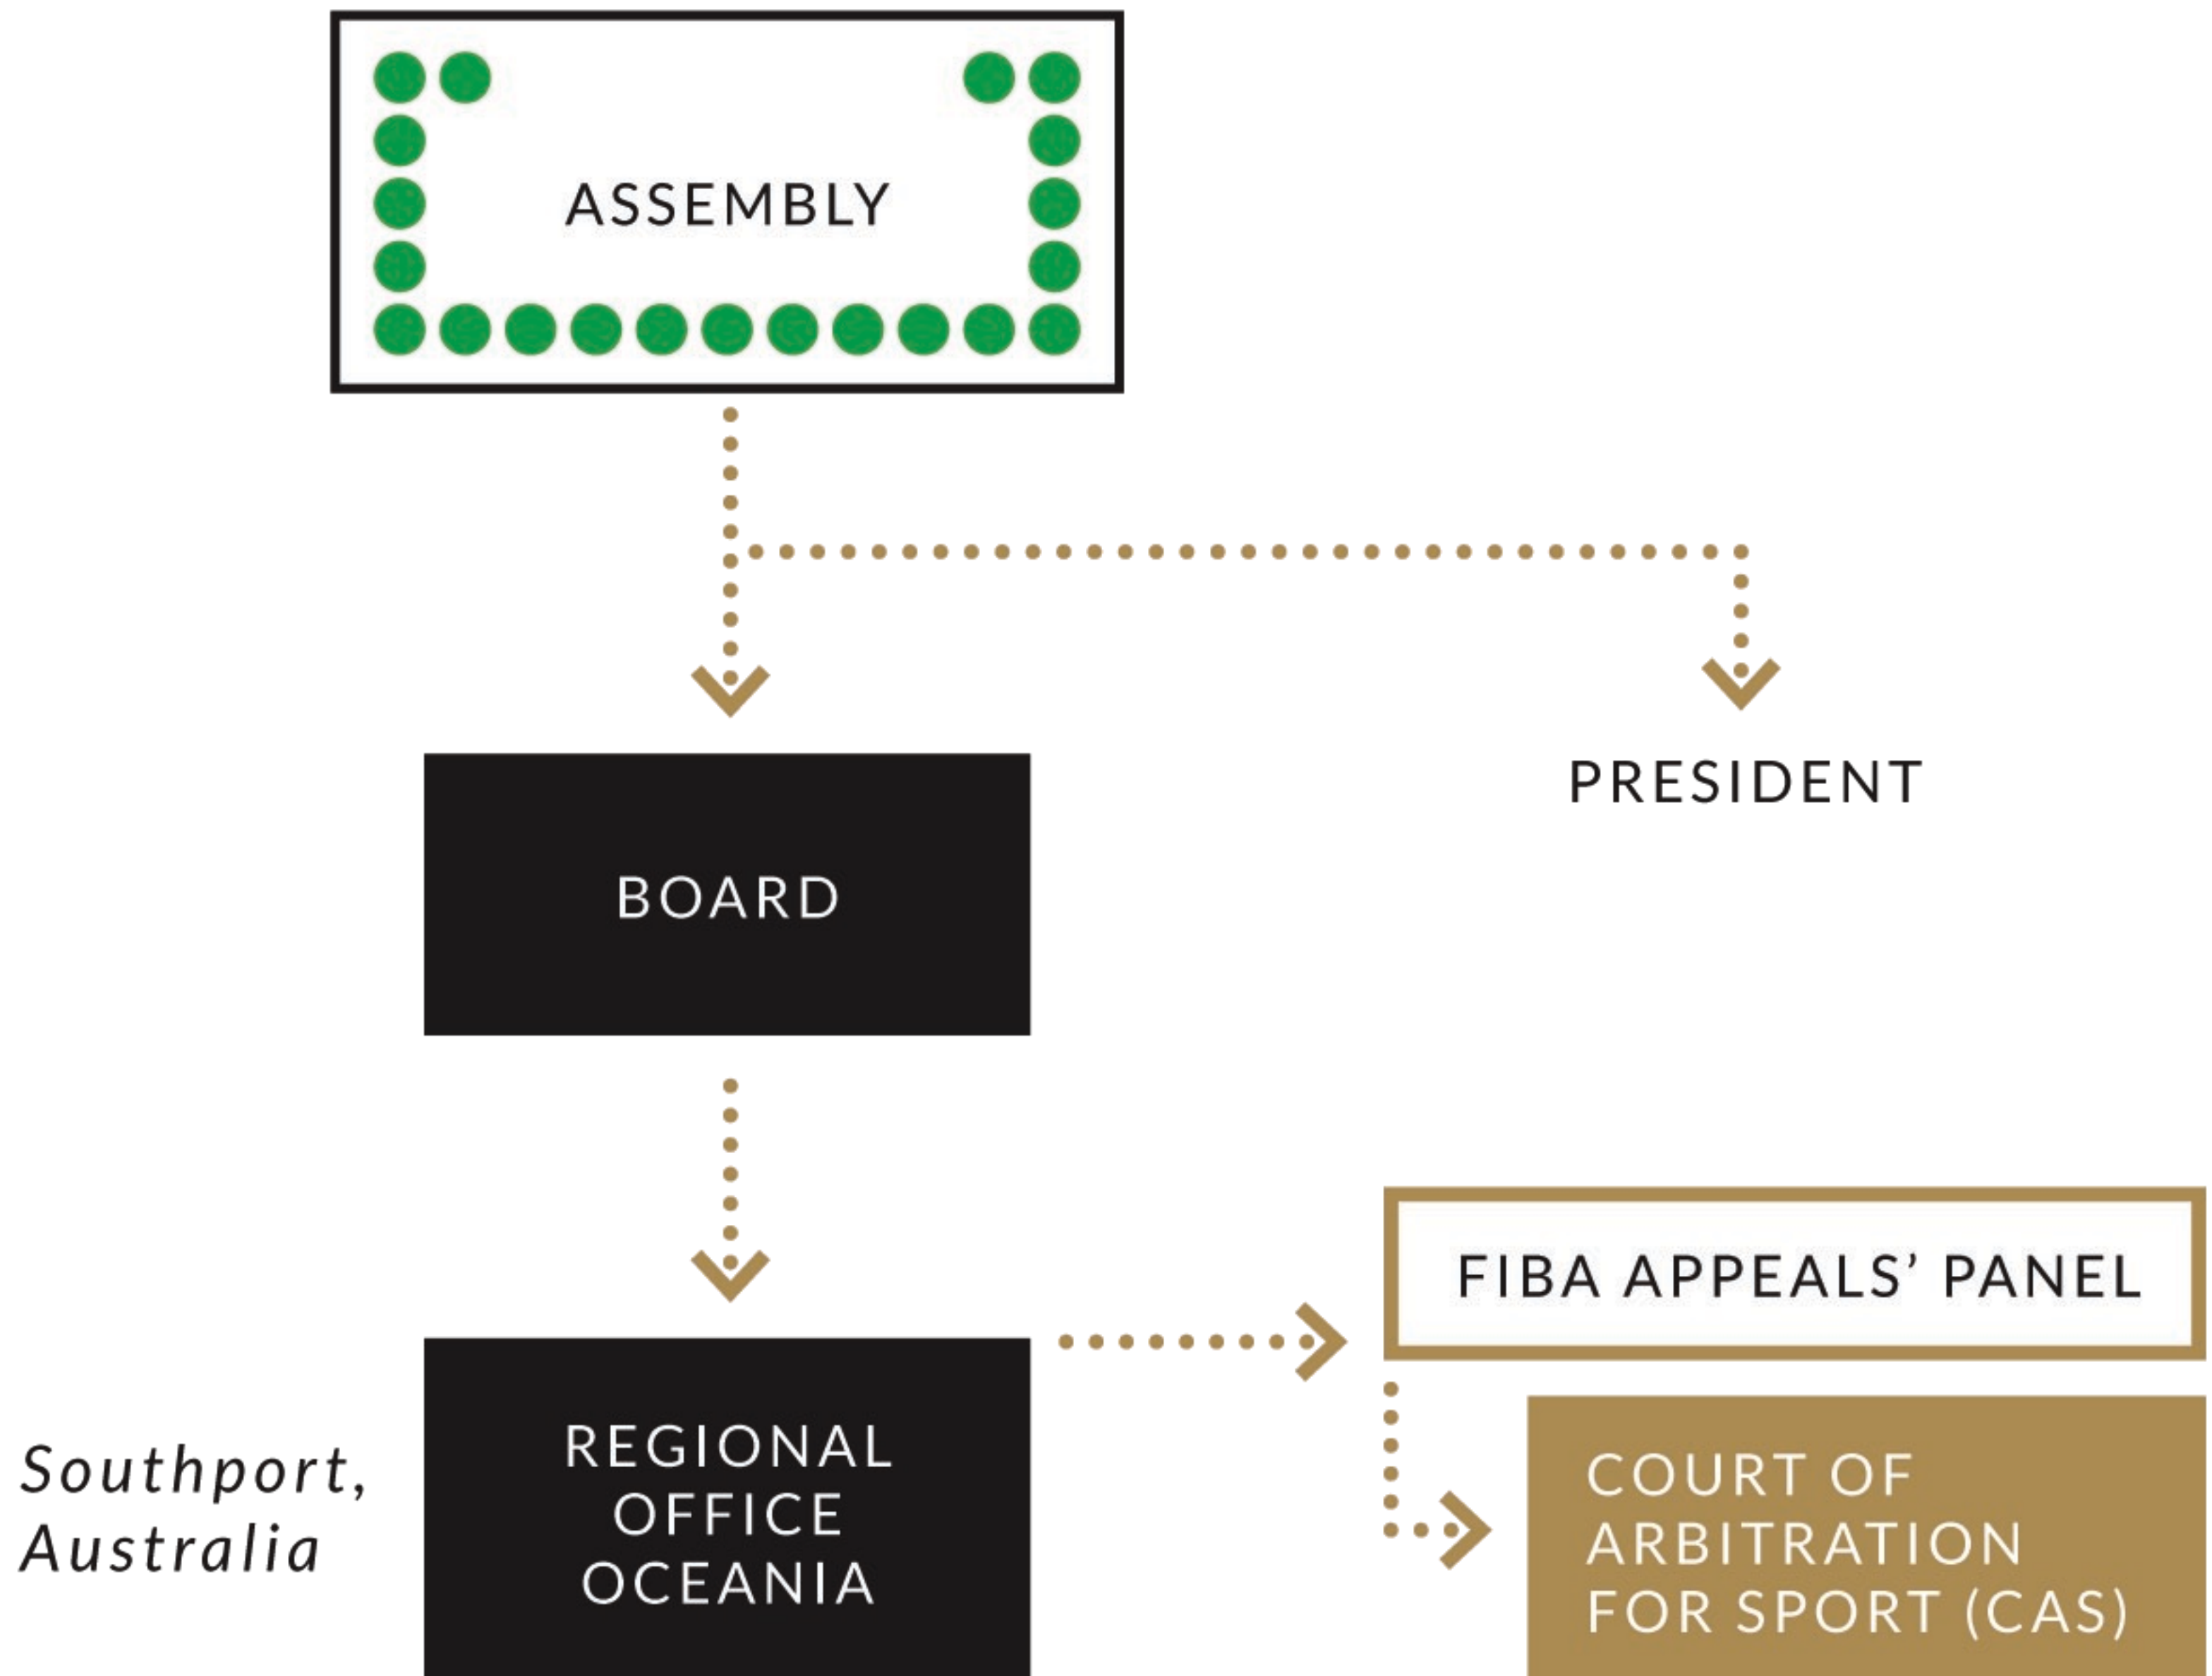 ASSEMBLY
PRESIDENT
BOARD
FIBA APPEALS’ PANEL
Southport,
Australia
REGIONAL
OFFICE
OCEANIA
COURT OF
ARBITRATION
FOR SPORT (CAS)